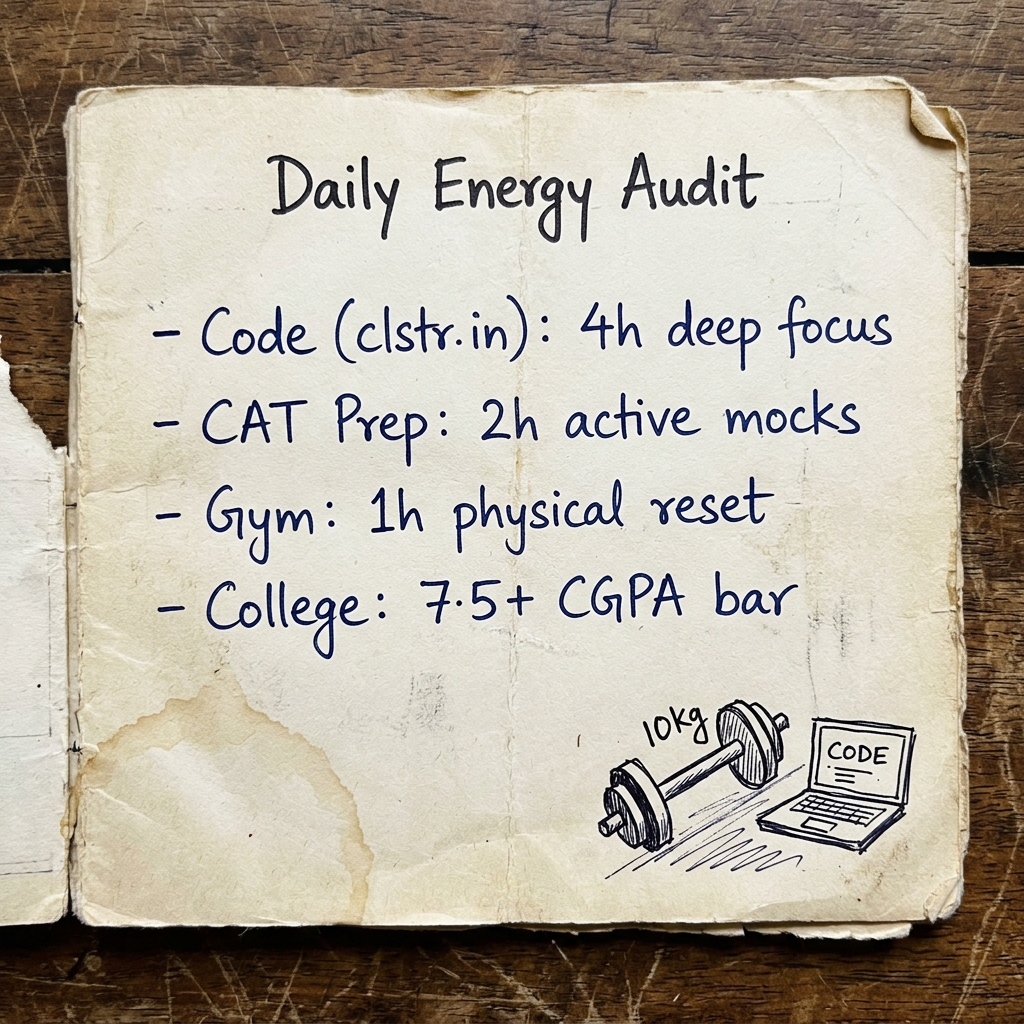 Daily Energy Audit
- Code (clstr.in): 4h deep focus
- CAT Prep: 2h active mocks
- Gym: 1h physical reset
- College: 7.5+ CGPA bar
10kg
CODE